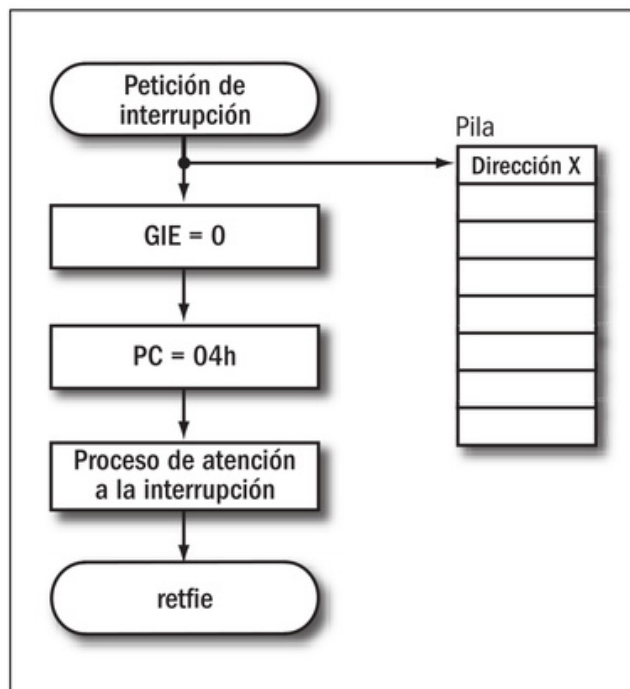 Petición de
interrupción
Pila
Dirección X
GIE = 0
PC = 04h
Proceso de atención
a la interrupción
retfie